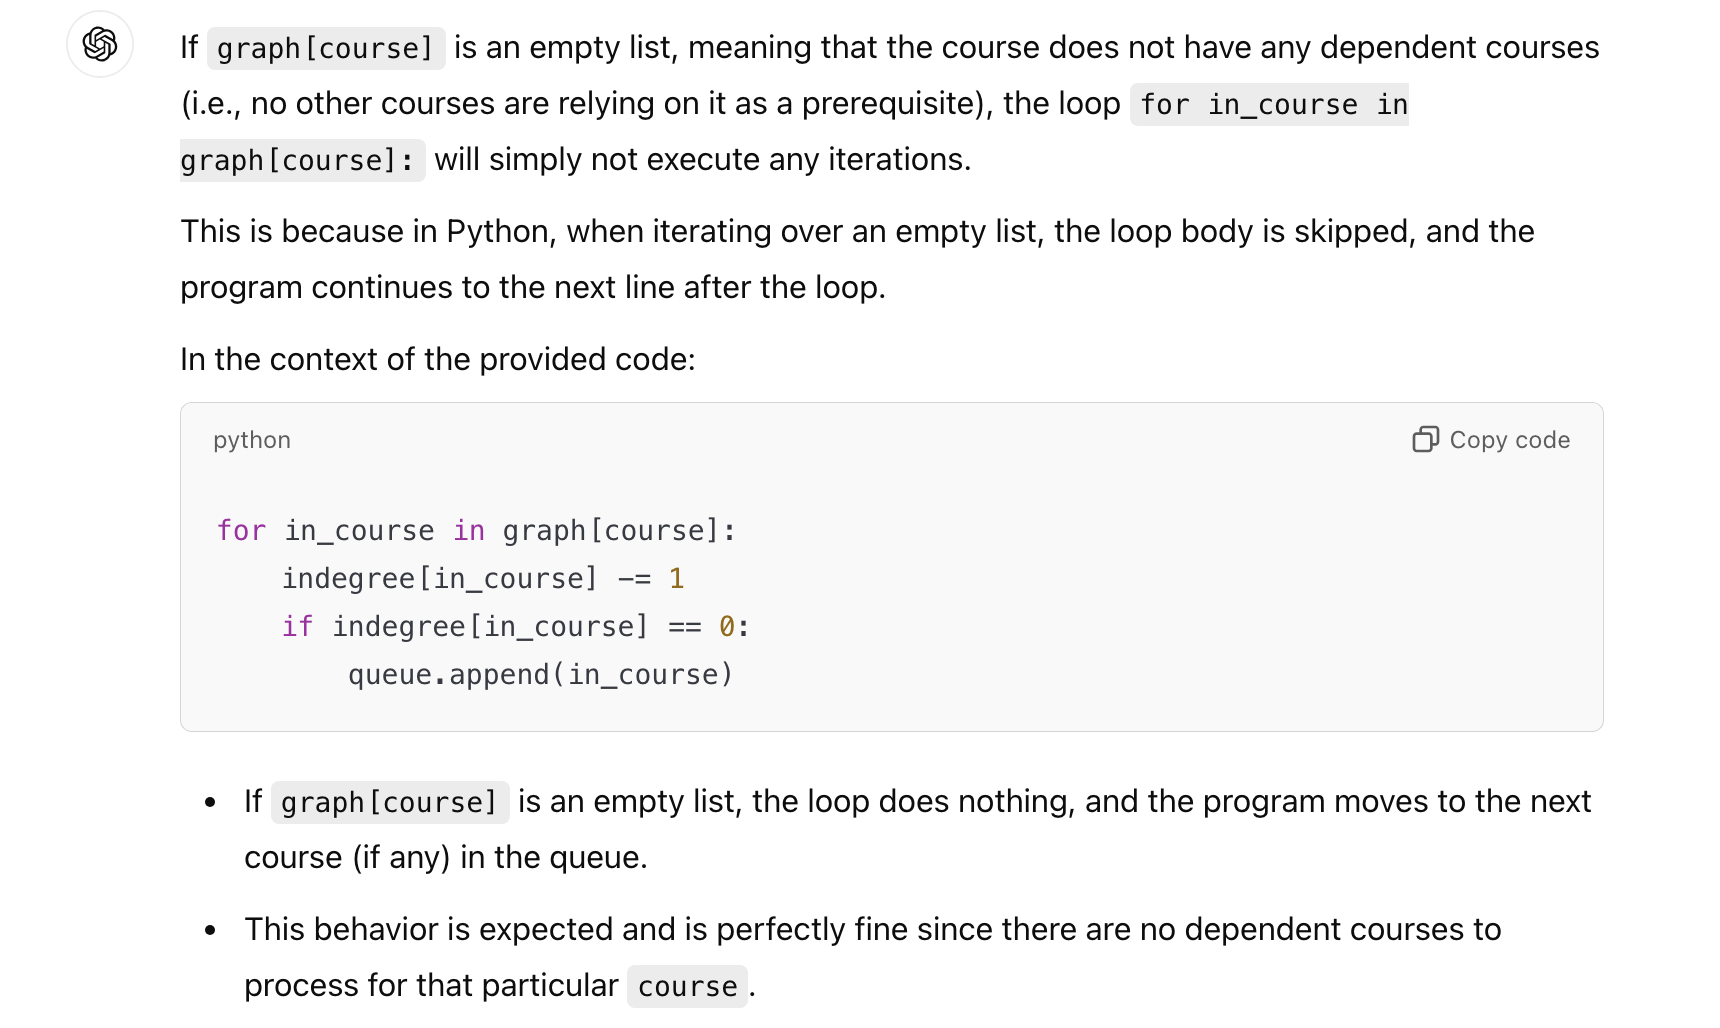 If graph[course] is an empty list, meaning that the course does not have any dependent courses
(i.e., no other courses are relying on it as a prerequisite), the loop for in_course in
graph[course]: will simply not execute any iterations.
This is because in Python, when iterating over an empty list, the loop body is skipped, and the
program continues to the next line after the loop.
In the context of the provided code:
python Copy code
for in_course in graph[course]:
    indegree[in_course] -= 1
    if indegree[in_course] == 0:
        queue.append(in_course)
• If graph[course] is an empty list, the loop does nothing, and the program moves to the next
course (if any) in the queue.
• This behavior is expected and is perfectly fine since there are no dependent courses to
process for that particular course.